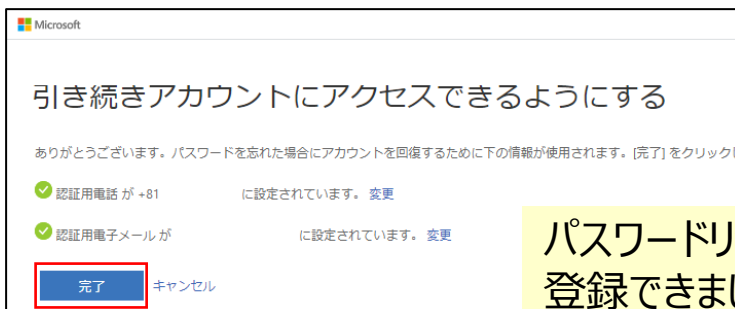 Microsoft
引き続きアカウントにアクセスできるようにする
ありがとうございます。パスワードを忘れた場合にアカウントを回復するために下の情報が使用されます。[完了] をクリック
認証用電話 が +81 に設定されています。 変更
認証用電子メール が に設定されています。 変更
パスワードリ
登録できまし
完了 キャンセル